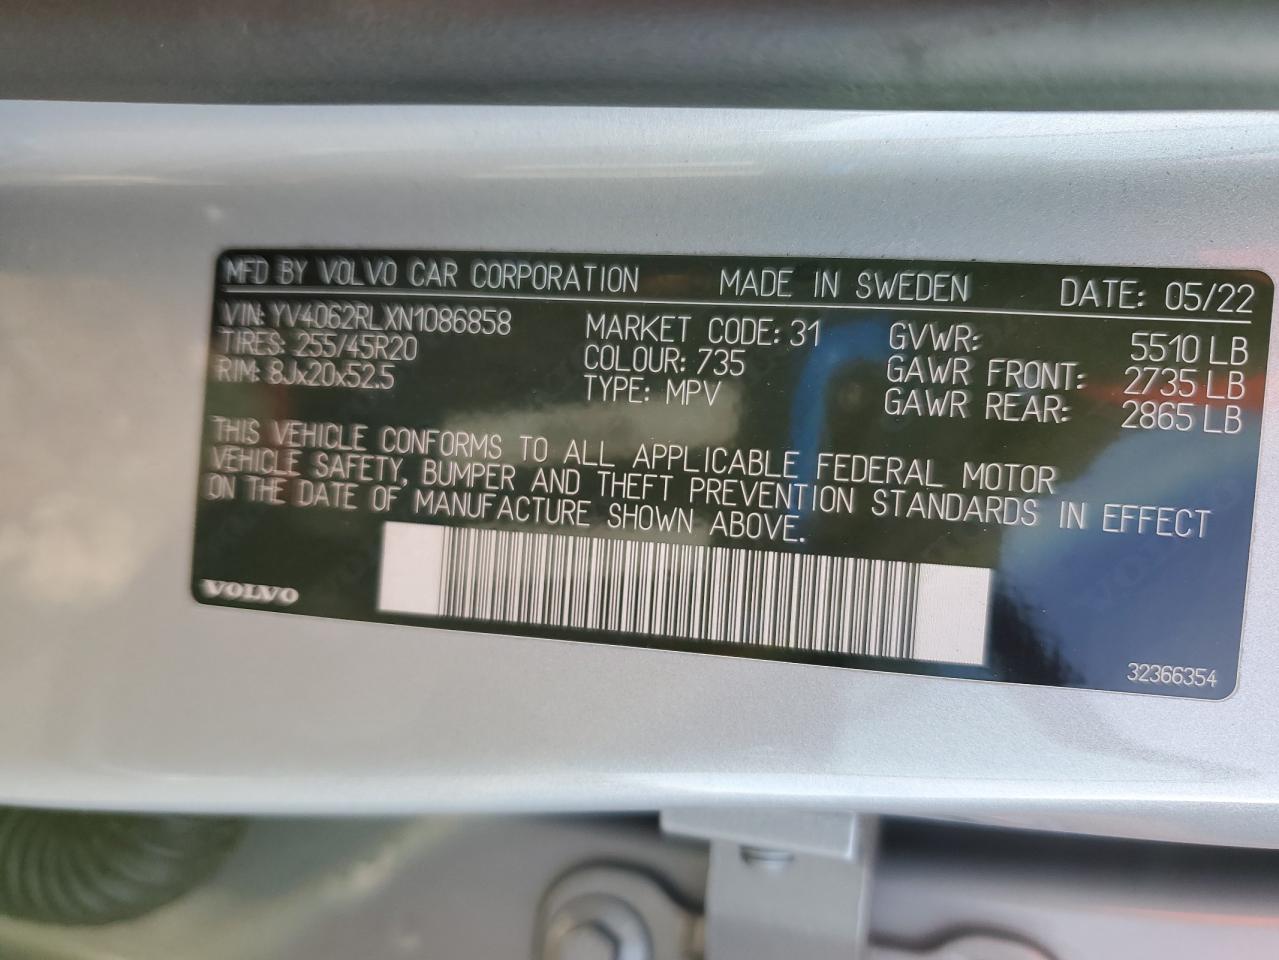 MFD BY VOLVO CAR CORPORATION MADE IN SWEDEN DATE: 05/22
VIN: YV4062RLXN1086858 MARKET CODE: 31 GVWR: 5510 LB
TIRES: 255/45R20 COLOUR: 735 GAWR FRONT: 2735 LB
RIM: 8Jx20x52.5 TYPE: MPV GAWR REAR: 2865 LB
THIS VEHICLE CONFORMS TO ALL APPLICABLE FEDERAL MOTOR
VEHICLE SAFETY, BUMPER AND THEFT PREVENTION STANDARDS IN EFFECT
ON THE DATE OF MANUFACTURE SHOWN ABOVE.
VOLVO
32366354